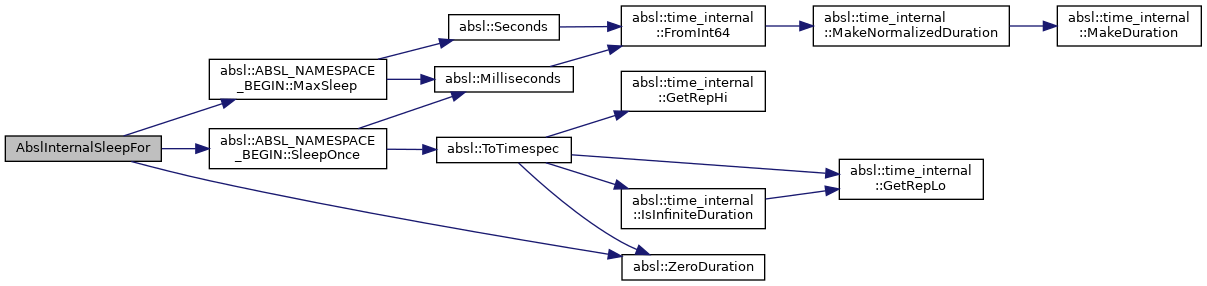 AbslInternalSleepFor
absl::ABSL_NAMESPACE
_BEGIN::MaxSleep
absl::ABSL_NAMESPACE
_BEGIN::SleepOnce
absl::Seconds
absl::Milliseconds
absl::ToTimespec
absl::time_internal
::FromInt64
absl::time_internal
::GetRepHi
absl::time_internal
::IsInfiniteDuration
absl::ZeroDuration
absl::time_internal
::MakeNormalizedDuration
absl::time_internal
::GetRepLo
absl::time_internal
::MakeDuration